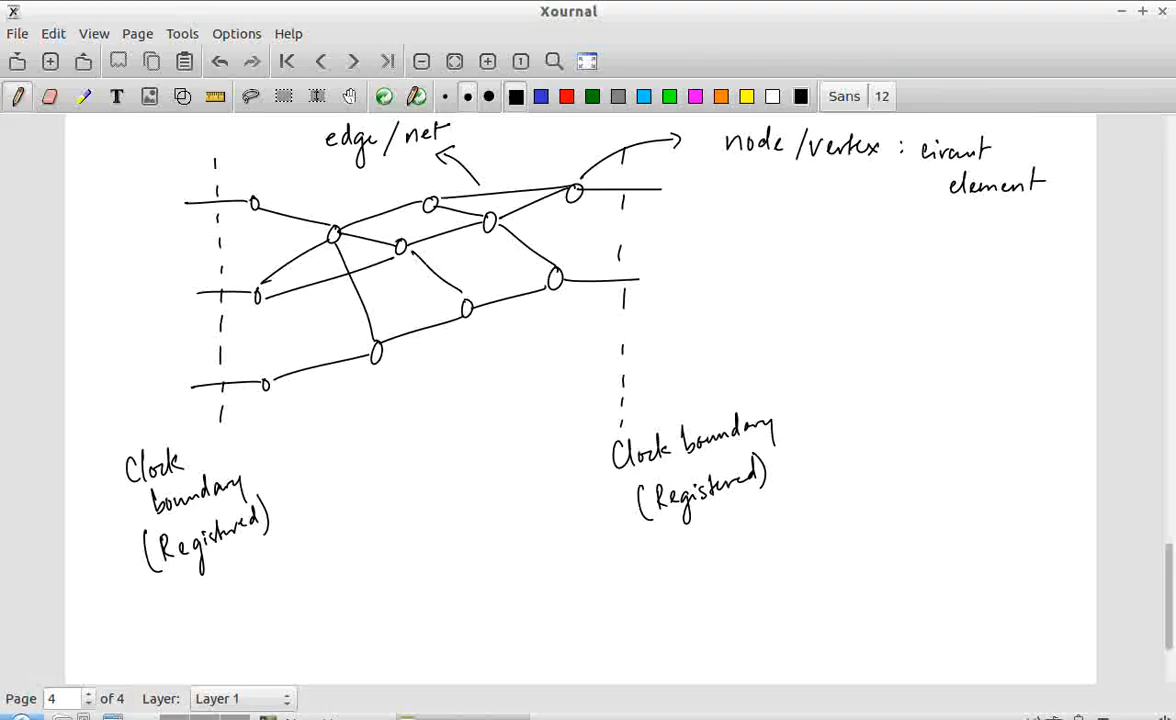 Xournal
File Edit View Page Tools Options Help
Sans 12
edge/net
node/vertex : circuit
element
Clock
boundary
(Registered)
Clock boundary
(Registered)
Page 4 of 4 Layer: Layer 1